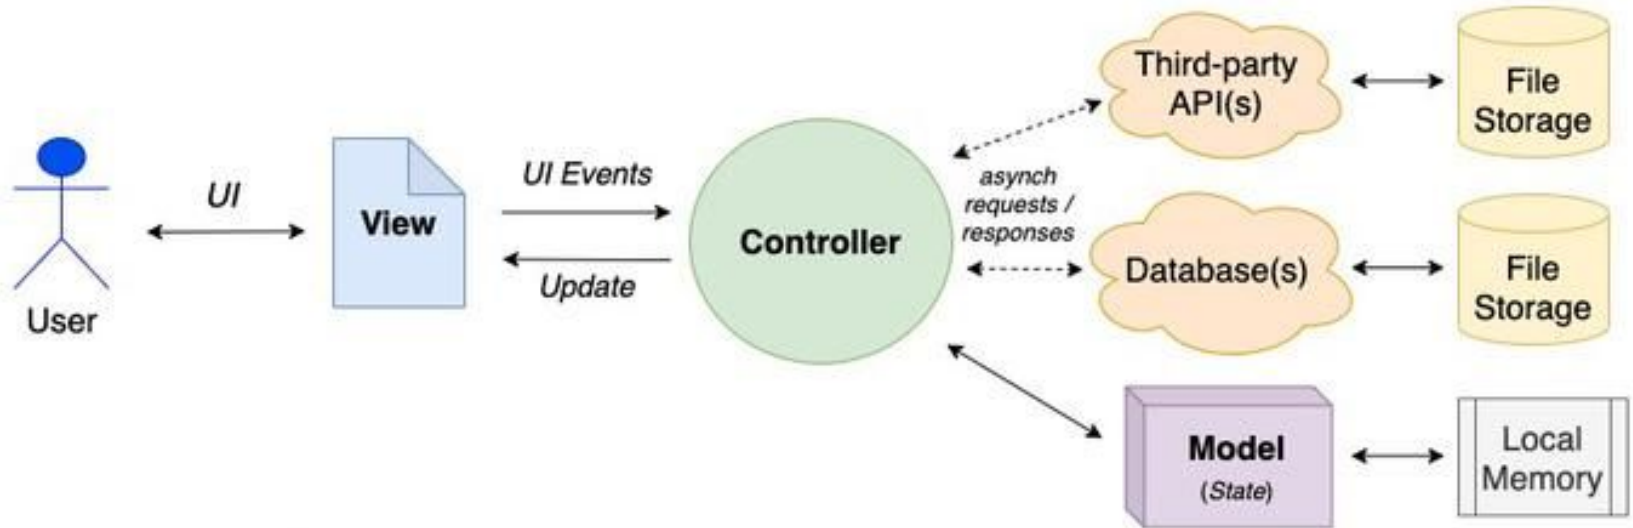 User
UI
View
UI Events
Update
Controller
asynch
requests /
responses
Third-party
API(s)
File
Storage
Database(s)
File
Storage
Model
(State)
Local
Memory